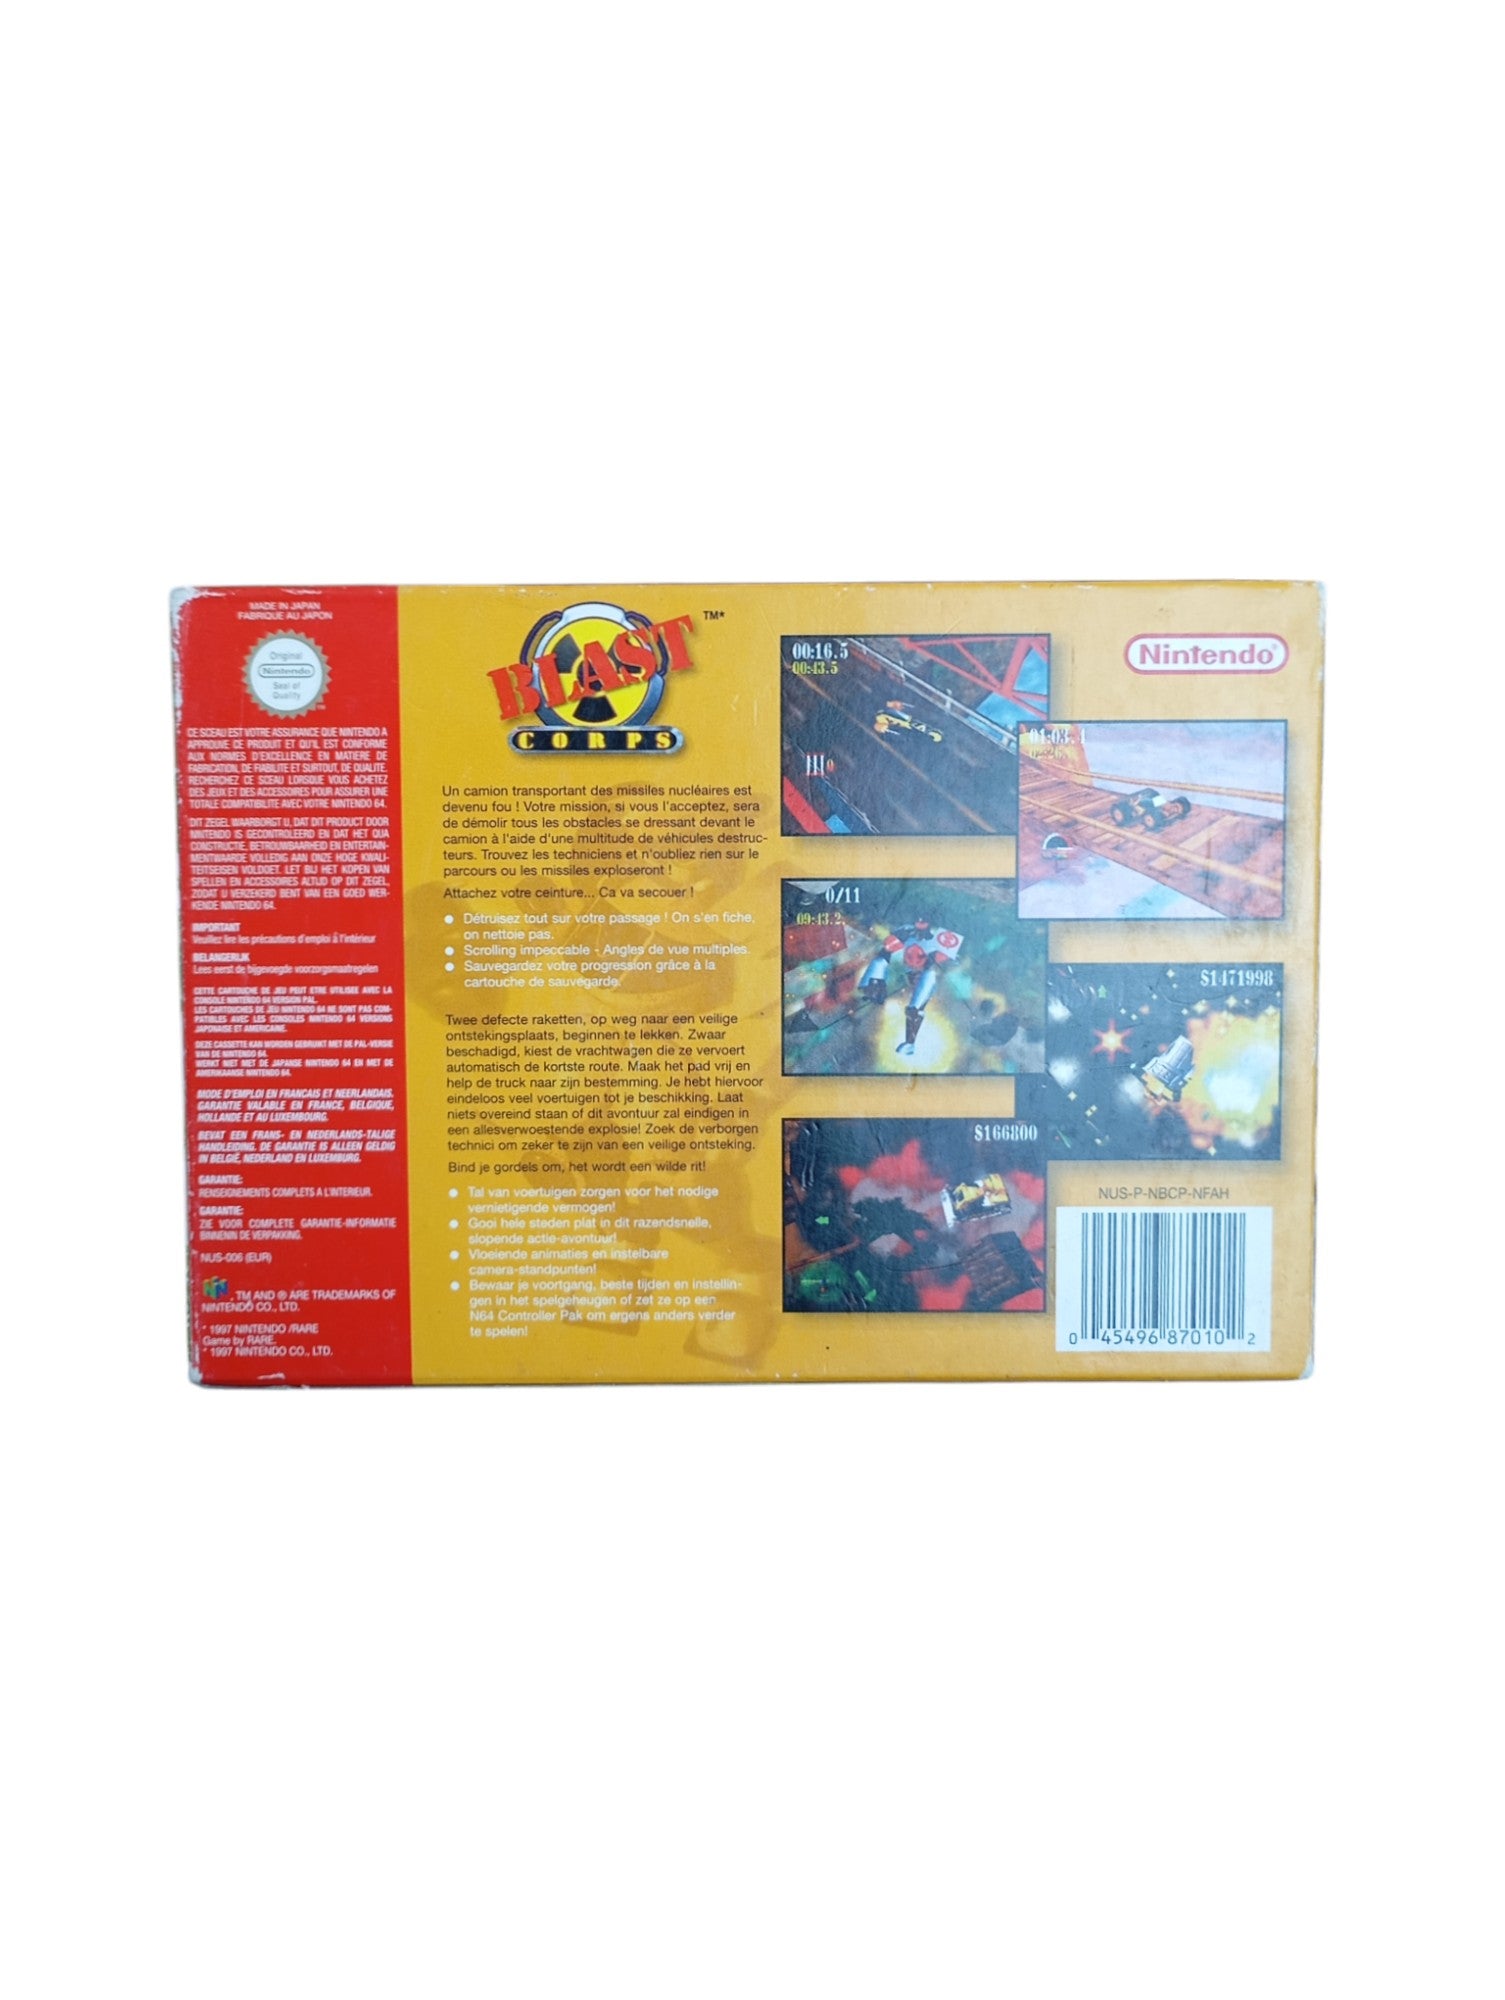 MADE IN JAPAN
FABRIQUE AU JAPON
Original
Nintendo
Seal of
Quality
TM
CE SCEAU EST VOTRE ASSURANCE QUE NINTENDO A
APPROUVE CE PRODUIT ET QU'IL EST CONFORME
AUX NORMES D'EXCELLENCE EN MATIERE DE
FABRICATION, DE FIABILITE ET SURTOUT, DE QUALITE.
RECHERCHEZ CE SCEAU LORSQUE VOUS ACHETEZ
DES JEUX ET DES ACCESSOIRES POUR ASSURER UNE
TOTALE COMPATIBILITE AVEC VOTRE NINTENDO 64.
DIT ZEGEL WAARBORGT U, DAT DIT PRODUCT DOOR
NINTENDO IS GECONTROLEERD EN DAT HET QUA
CONSTRUCTIE, BETROUWBAARHEID EN ENTERTAIN-
MENTWAARDE VOLLEDIG AAN ONZE HOGE KWALI-
TEITSEISEN VOLDOET. LET BIJ HET KOPEN VAN
SPELLEN EN ACCESSOIRES ALTIJD OP DIT ZEGEL,
ZODAT U VERZEKERD BENT VAN EEN GOED WER-
KENDE NINTENDO 64.
IMPORTANT
Veuillez lire les précautions d'emploi à l'intérieur
BELANGERIJK
Lees eerst de bijgevoegde voorzorgsmaatregelen
CETTE CARTOUCHE DE JEU PEUT ETRE UTILISEE AVEC LA
CONSOLE NINTENDO 64 VERSION PAL.
LES CARTOUCHES DE JEU NINTENDO 64 NE SONT PAS COM-
PATIBLES AVEC LES CONSOLES NINTENDO 64 VERSIONS
JAPONAISE ET AMERICAINE.
DEZE CASSETTE KAN WORDEN GEBRUIKT MET DE PAL-VERSIE
VAN DE NINTENDO 64.
WERKT NIET MET DE JAPANSE NINTENDO 64 EN MET DE
AMERIKAANSE NINTENDO 64.
MODE D'EMPLOI EN FRANCAIS ET NEERLANDAIS.
GARANTIE VALABLE EN FRANCE, BELGIQUE,
HOLLANDE ET AU LUXEMBOURG.
BEVAT EEN FRANS- EN NEDERLANDS-TALIGE
HANDLEIDING. DE GARANTIE IS ALLEEN GELDIG
IN BELGIË, NEDERLAND EN LUXEMBURG.
GARANTIE:
RENSEIGNEMENTS COMPLETS A L'INTERIEUR.
GARANTIE:
ZIE VOOR COMPLETE GARANTIE-INFORMATIE
BINNENIN DE VERPAKKING.
NUS-006 (EUR)
, TM AND ® ARE TRADEMARKS OF
NINTENDO CO., LTD.
* 1997 NINTENDO /RARE
Game by RARE.
* 1997 NINTENDO CO., LTD.
BLAST
CORPS
TM*
Un camion transportant des missiles nucléaires est
devenu fou ! Votre mission, si vous l'acceptez, sera
de démolir tous les obstacles se dressant devant le
camion à l'aide d'une multitude de véhicules destruc-
teurs. Trouvez les techniciens et n'oubliez rien sur le
parcours ou les missiles exploseront !
Attachez votre ceinture... Ca va secouer !
● Détruisez tout sur votre passage ! On s'en fiche,
on nettoie pas.
● Scrolling impeccable - Angles de vue multiples.
● Sauvegardez votre progression grâce à la
cartouche de sauvegarde.
Twee defecte raketten, op weg naar een veilige
ontstekingsplaats, beginnen te lekken. Zwaar
beschadigd, kiest de vrachtwagen die ze vervoert
automatisch de kortste route. Maak het pad vrij en
help de truck naar zijn bestemming. Je hebt hiervoor
eindeloos veel voertuigen tot je beschikking. Laat
niets overeind staan of dit avontuur zal eindigen in
een allesverwoestende explosie! Zoek de verborgen
technici om zeker te zijn van een veilige ontsteking.
Bind je gordels om, het wordt een wilde rit!
● Tal van voertuigen zorgen voor het nodige
vernietigende vermogen!
● Gooi hele steden plat in dit razendsnelle,
slopende actie-avontuur!
● Vloeiende animaties en instelbare
camera-standpunten!
● Bewaar je voortgang, beste tijden en instellin-
gen in het spelgeheugen of zet ze op een
N64 Controller Pak om ergens anders verder
te spelen!
00:16.5
00:43.5
Nintendo®
01:03.4
0/11
09:43.2
$1471998
$166800
NUS-P-NBCP-NFAH
0 45496 87010 2